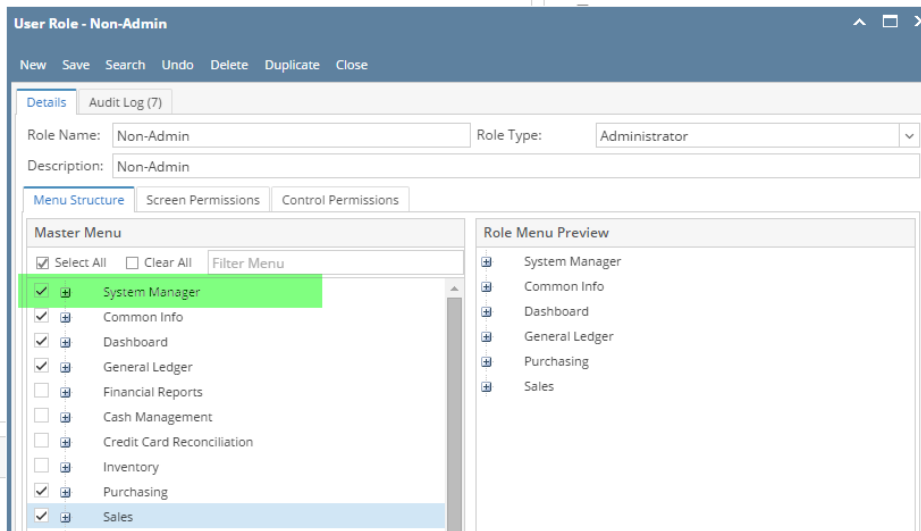 User Role - Non-Admin
New Save Search Undo Delete Duplicate Close
Details Audit Log (7)
Role Name: Non-Admin Role Type: Administrator
Description: Non-Admin
Menu Structure Screen Permissions Control Permissions
Master Menu
Select All Clear All Filter Menu
System Manager
Common Info
Dashboard
General Ledger
Financial Reports
Cash Management
Credit Card Reconciliation
Inventory
Purchasing
Sales
Role Menu Preview
System Manager
Common Info
Dashboard
General Ledger
Purchasing
Sales